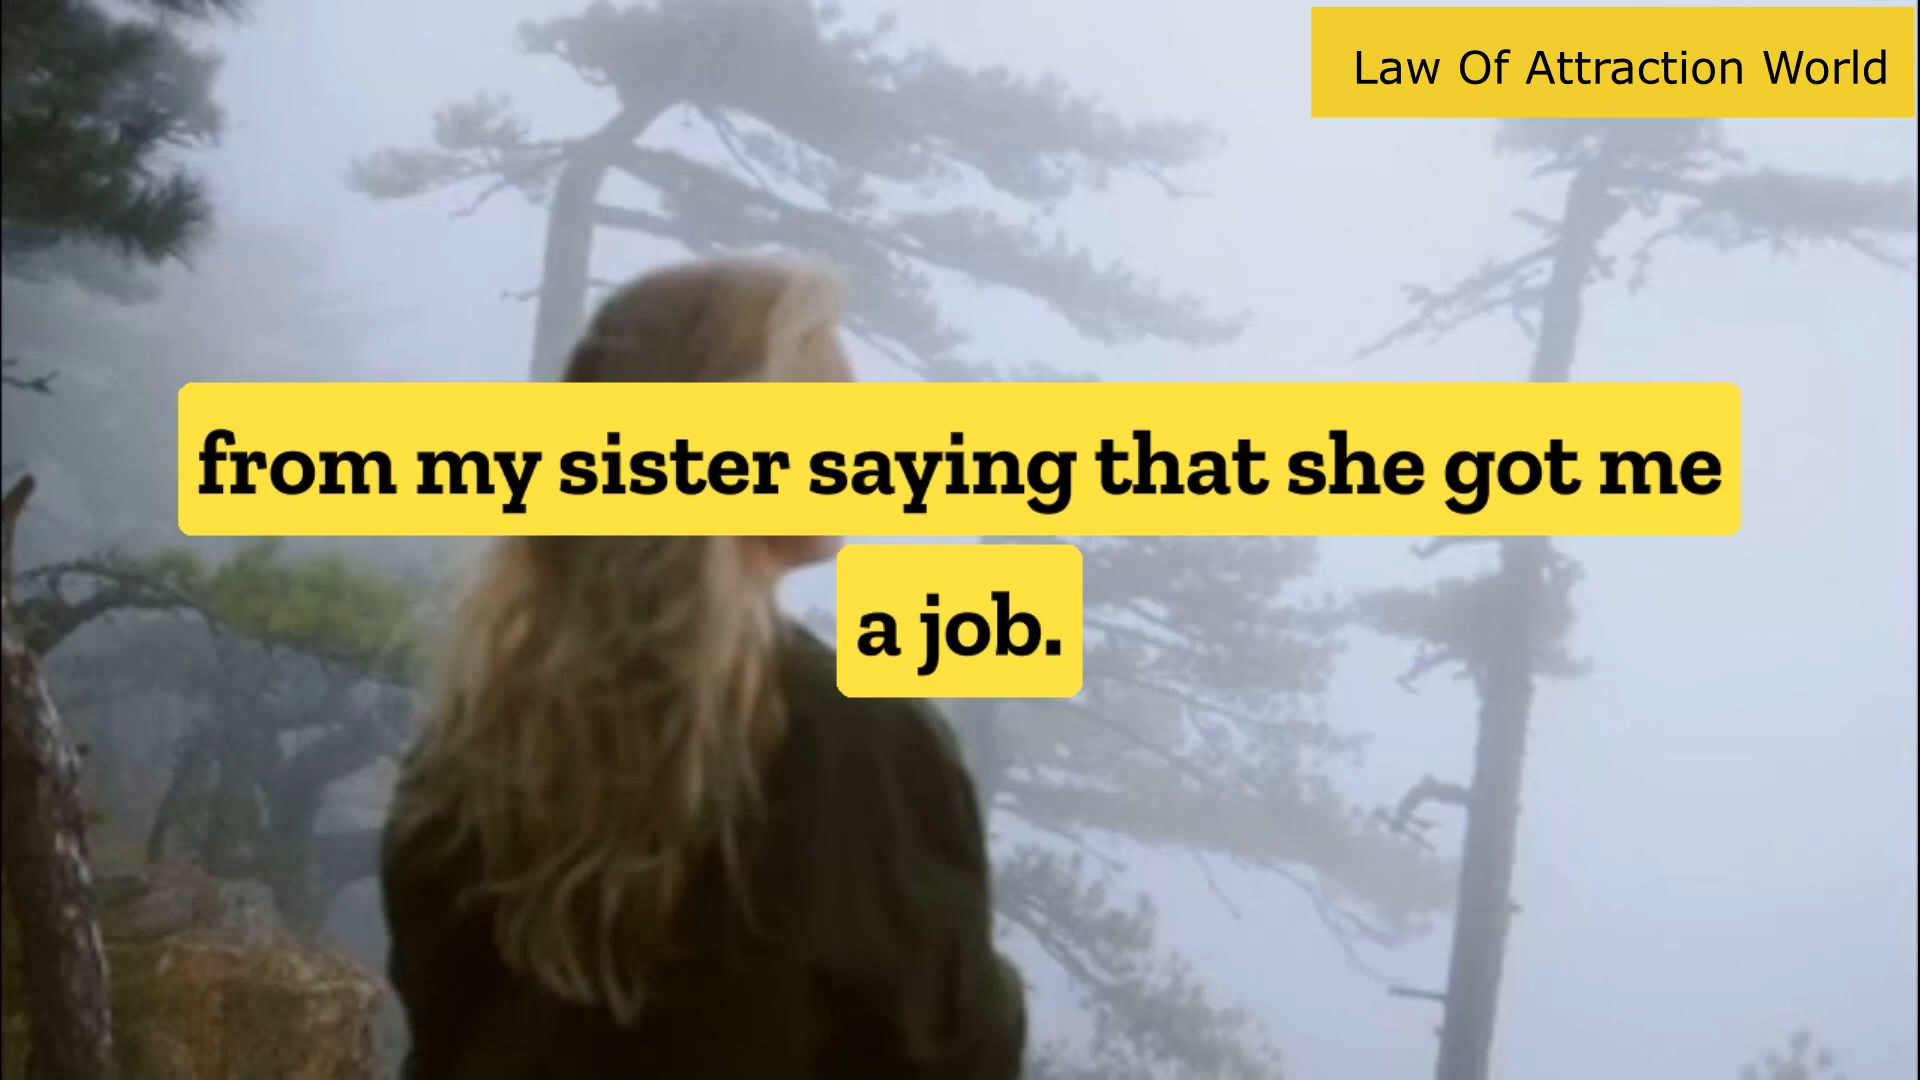 Law Of Attraction World
from my sister saying that she got me
a job.